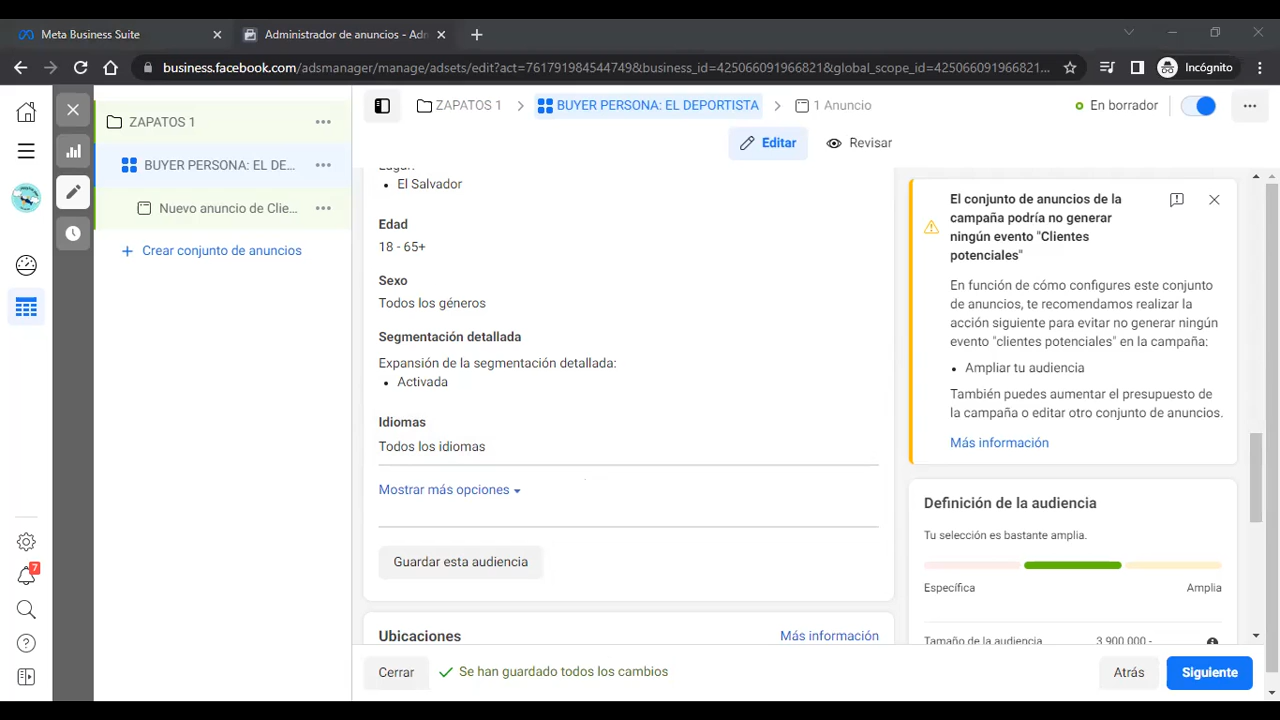 Meta Business Suite
Administrador de anuncios - Adn
business.facebook.com/adsmanager/manage/adsets/edit?act=761791984544749&business_id=425066091966821&global_scope_id=425066091966821...
Incógnito
ZAPATOS 1
BUYER PERSONA: EL DEPORTISTA
1 Anuncio
En borrador
ZAPATOS 1
BUYER PERSONA: EL DE...
Nuevo anuncio de Clie...
Crear conjunto de anuncios
Editar
Revisar
Lugar:
El Salvador
Edad
18 - 65+
Sexo
Todos los géneros
Segmentación detallada
Expansión de la segmentación detallada:
Activada
Idiomas
Todos los idiomas
Mostrar más opciones
Guardar esta audiencia
Ubicaciones
Más información
El conjunto de anuncios de la
campaña podría no generar
ningún evento "Clientes
potenciales"
En función de cómo configures este conjunto
de anuncios, te recomendamos realizar la
acción siguiente para evitar no generar ningún
evento "clientes potenciales" en la campaña:
Ampliar tu audiencia
También puedes aumentar el presupuesto de
la campaña o editar otro conjunto de anuncios.
Más información
Definición de la audiencia
Tu selección es bastante amplia.
Específica
Amplia
Tamaño de la audiencia 3 900 000 -
7
Cerrar
Se han guardado todos los cambios
Atrás
Siguiente